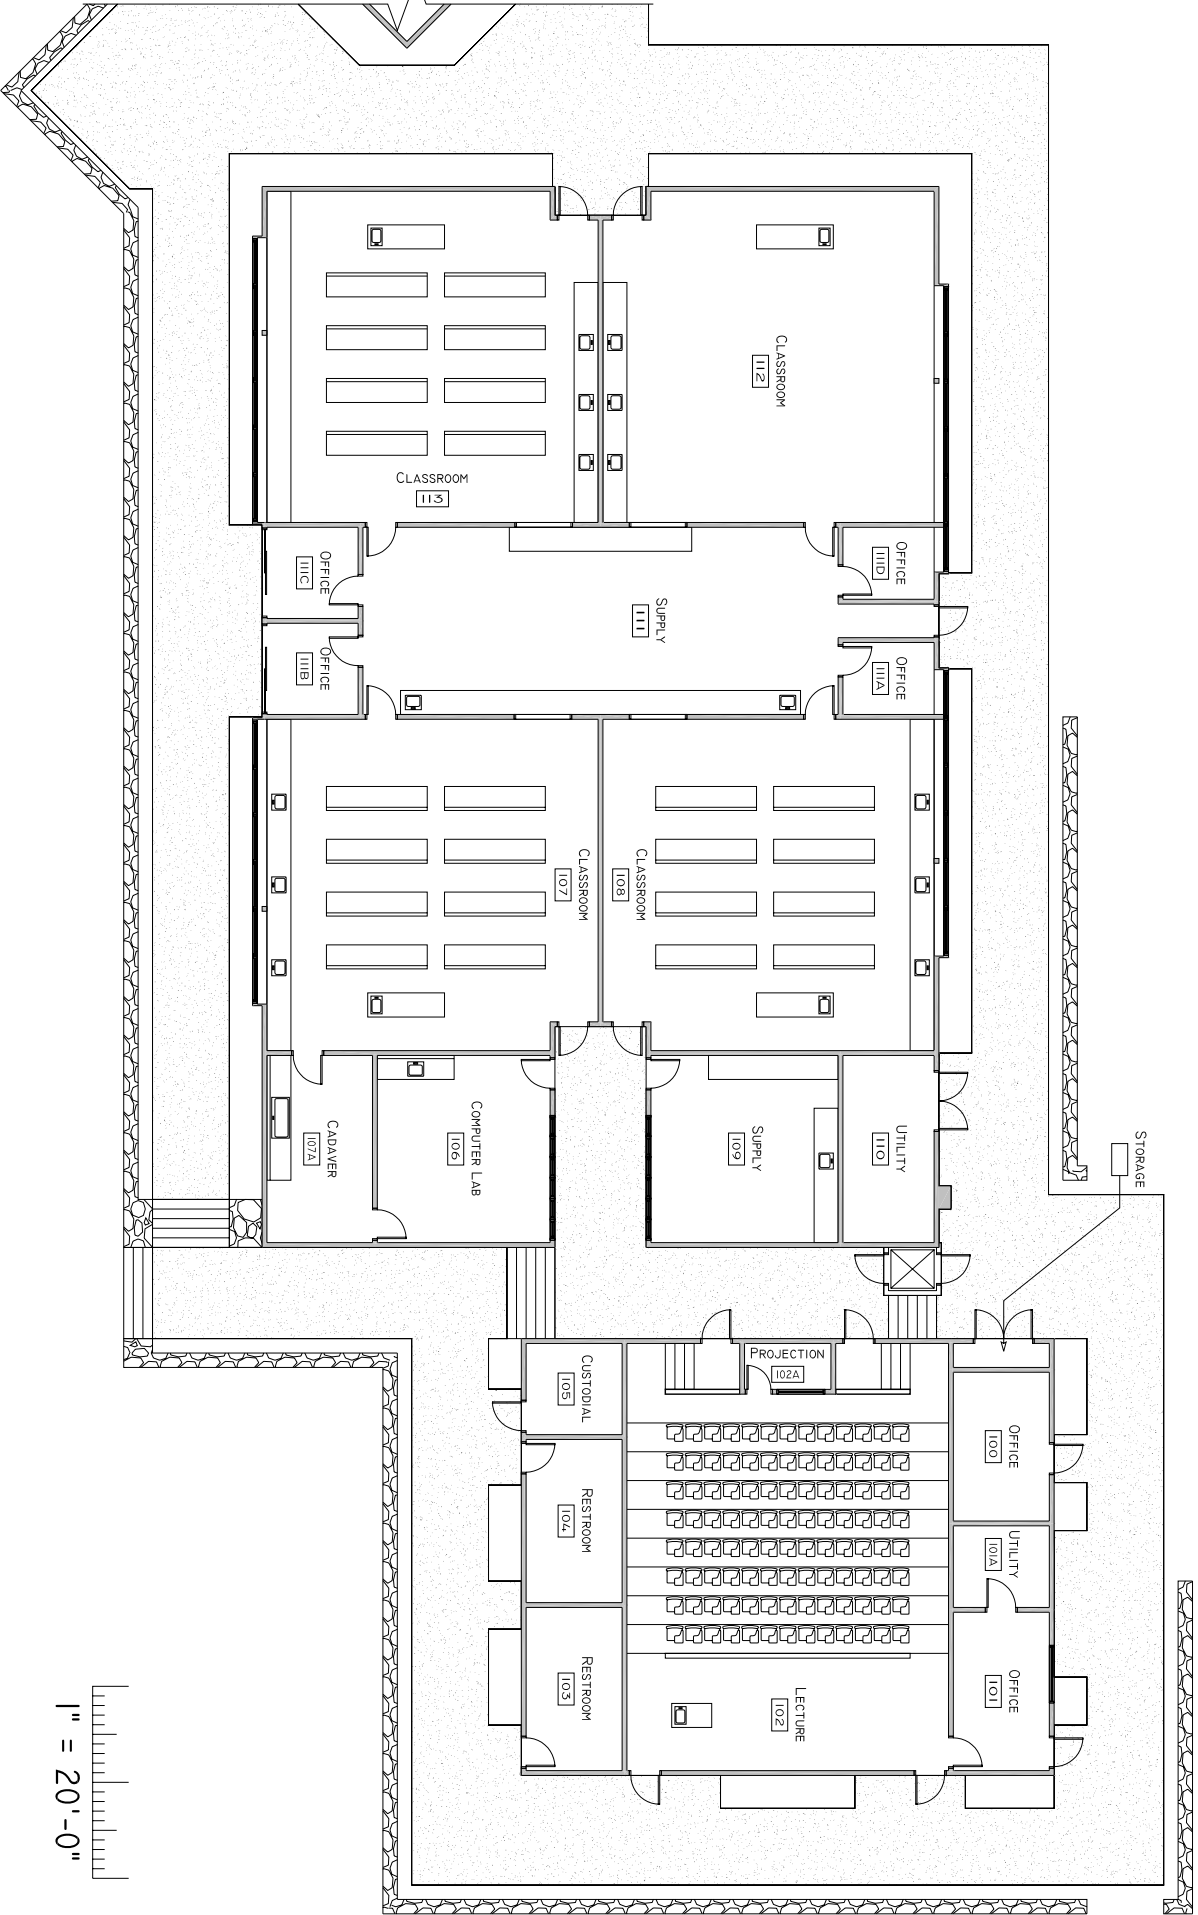 CLASSROOM
112
CLASSROOM
113
OFFICE
111C
OFFICE
111B
SUPPLY
111
OFFICE
111D
OFFICE
111A
CLASSROOM
107
CLASSROOM
108
CADAVER
107A
COMPUTER LAB
106
SUPPLY
109
UTILITY
110
STORAGE
PROJECTION
102A
CUSTODIAL
105
RESTROOM
104
RESTROOM
103
OFFICE
100
UTILITY
101A
OFFICE
101
LECTURE
102
1" = 20'-0"